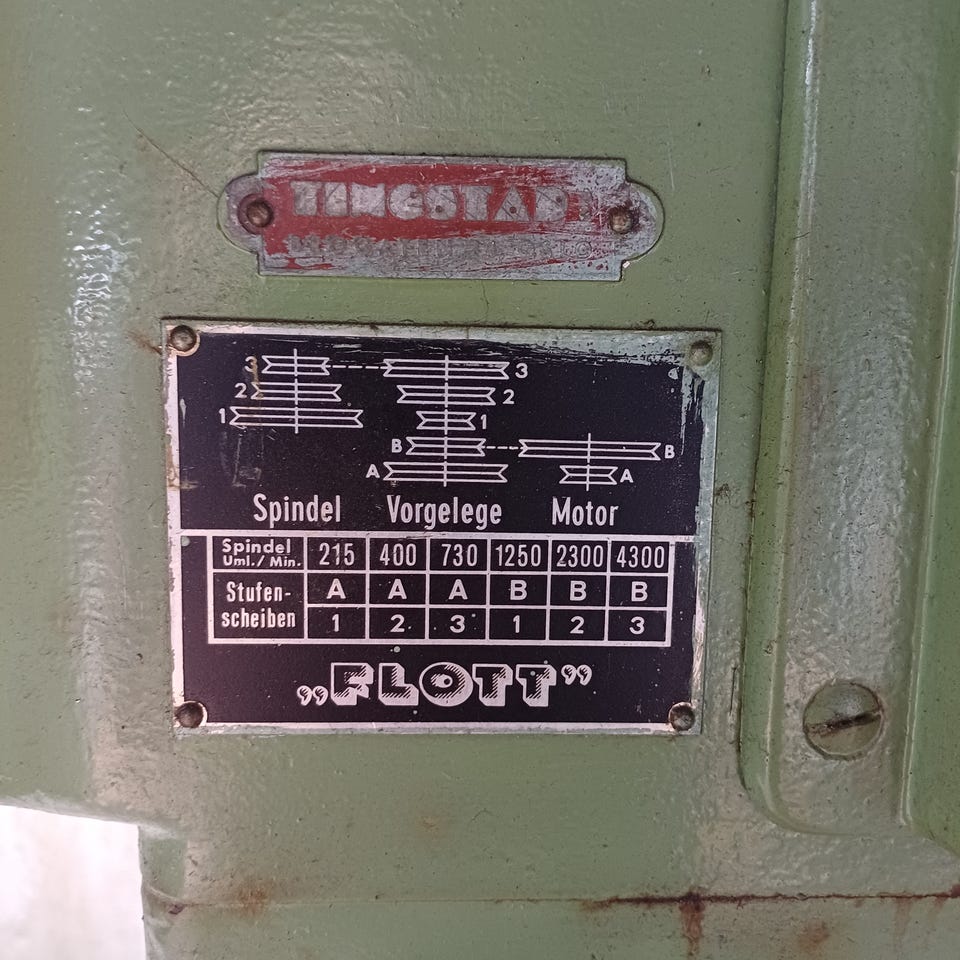 TINGSTAD
3 3
2 2
1 1
B B
A A
Spindel Vorgelege Motor
Spindel Uml./Min. 215 400 730 1250 2300 4300
Stufen- A A A B B B
scheiben 1 2 3 1 2 3
„FLOTT”